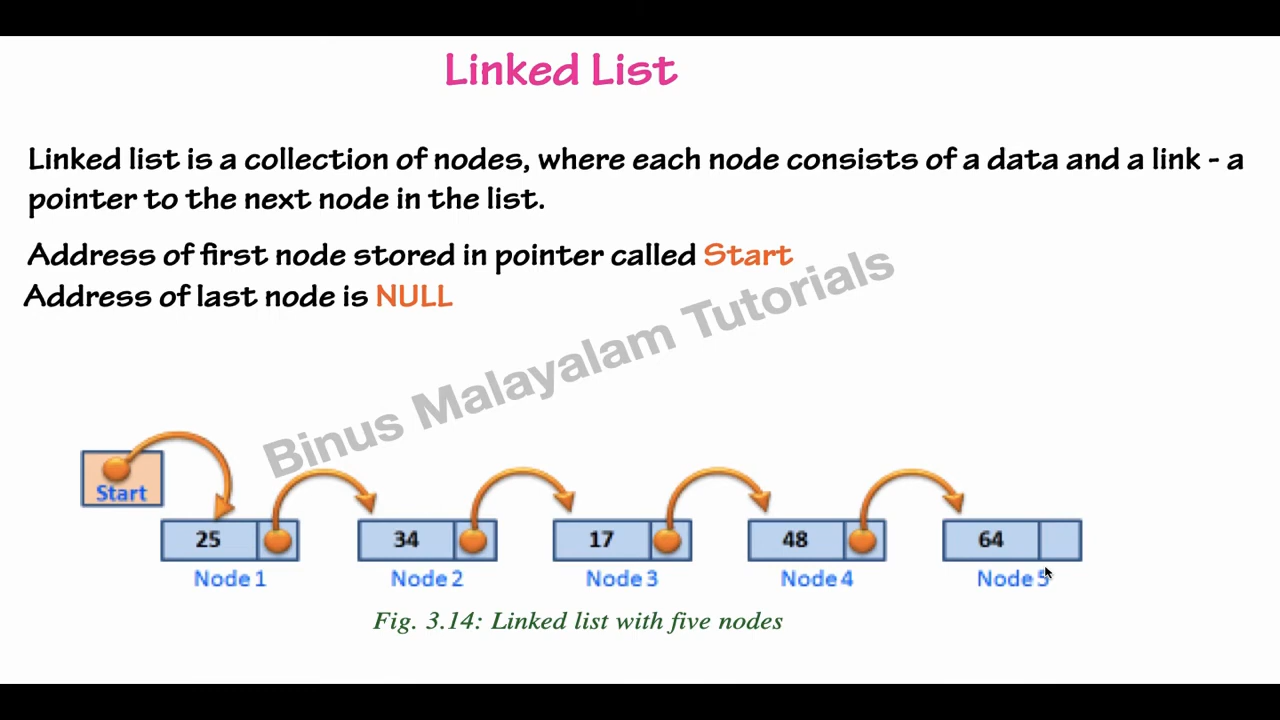 Linked List
Linked list is a collection of nodes, where each node consists of a data and a link - a
pointer to the next node in the list.
Address of first node stored in pointer called Start
Address of last node is NULL
Binus Malayalam Tutorials
Start
25 34 17 48 64
Node 1 Node 2 Node 3 Node 4 Node 5
Fig. 3.14: Linked list with five nodes